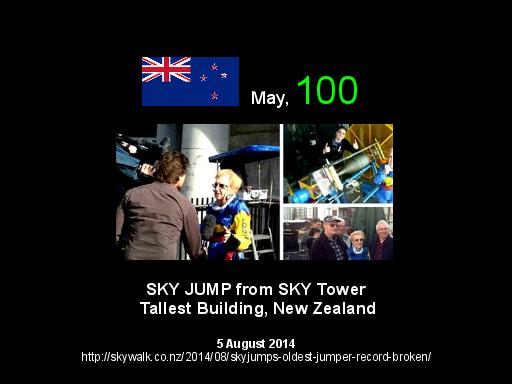 May, 100
SKY JUMP from SKY Tower
Tallest Building, New Zealand
5 August 2014
http://skywalk.co.nz/2014/08/skyjumps-oldest-jumper-record-broken/